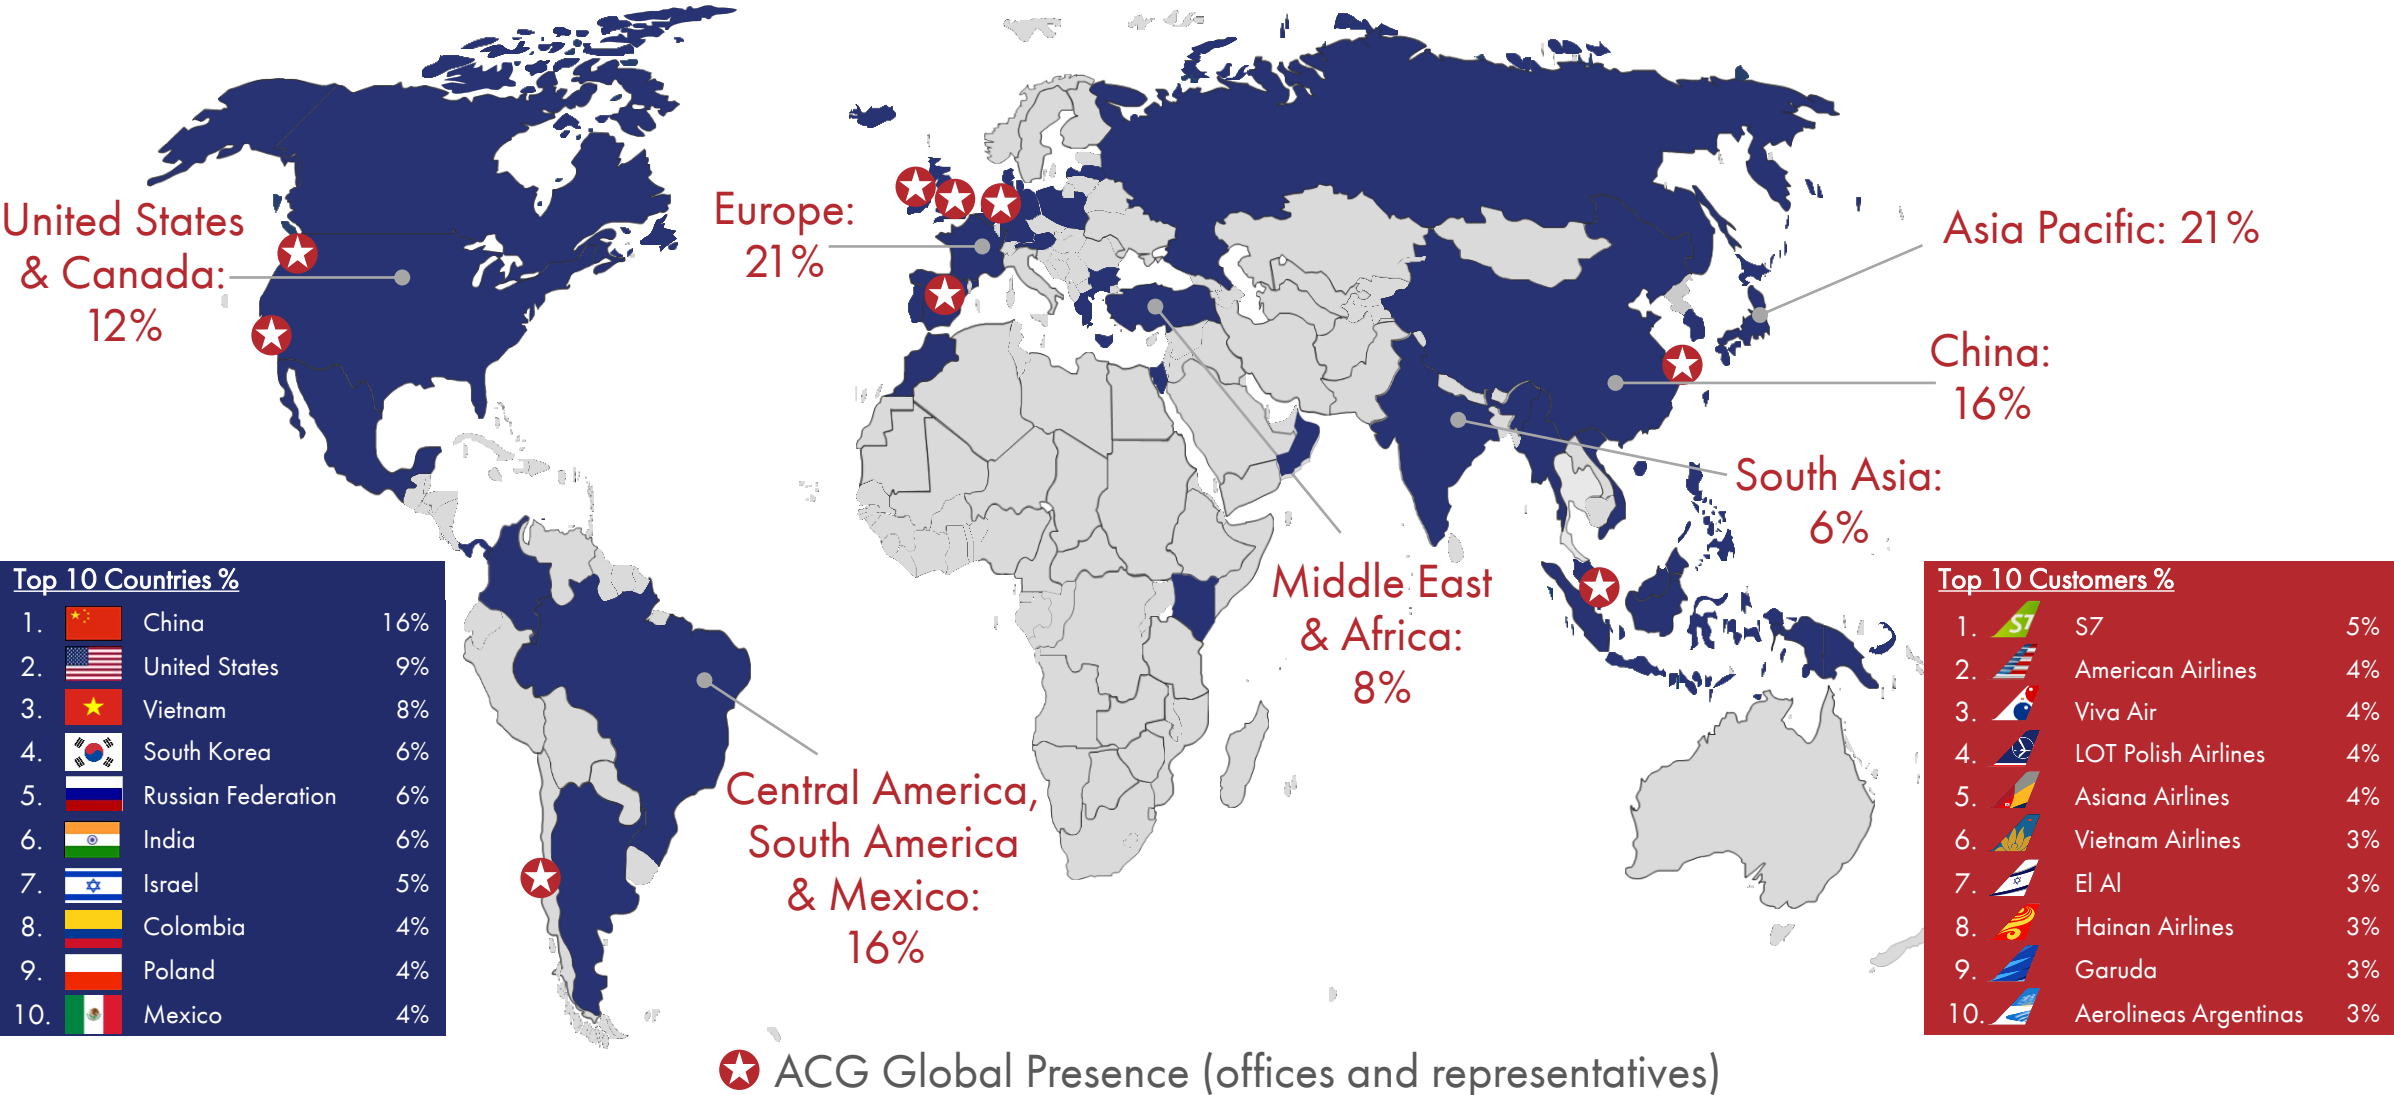 United States
& Canada:
12%
Europe:
21%
Asia Pacific: 21%
China:
16%
South Asia:
6%
Middle East
& Africa:
8%
Central America,
South America
& Mexico:
16%
Top 10 Countries %
1. China 16%
2. United States 9%
3. Vietnam 8%
4. South Korea 6%
5. Russian Federation 6%
6. India 6%
7. Israel 5%
8. Colombia 4%
9. Poland 4%
10. Mexico 4%
Top 10 Customers %
1. S7 S7 5%
2. American Airlines 4%
3. Viva Air 4%
4. LOT Polish Airlines 4%
5. Asiana Airlines 4%
6. Vietnam Airlines 3%
7. El Al 3%
8. Hainan Airlines 3%
9. Garuda 3%
10. Aerolineas Argentinas 3%
ACG Global Presence (offices and representatives)